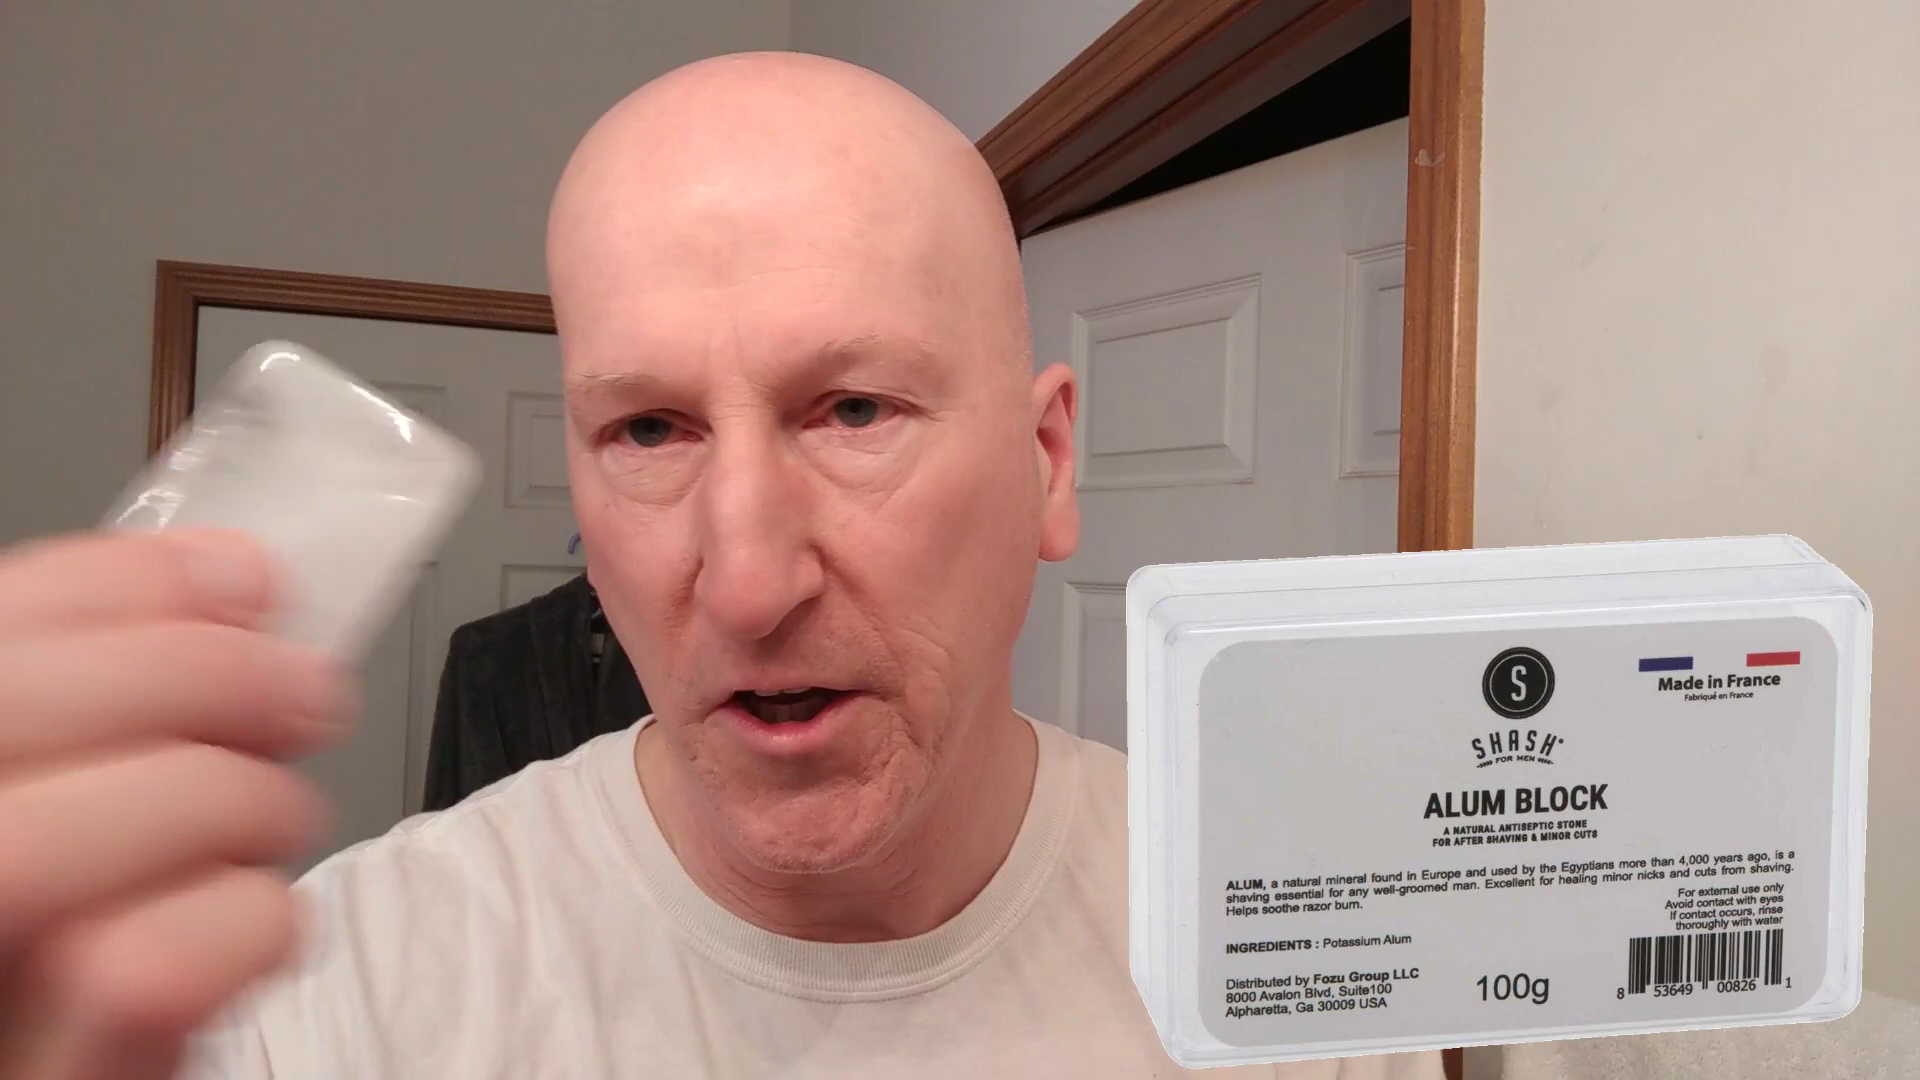 S
SHASH®
FOR MEN
Made in France
Fabriqué en France
ALUM BLOCK
A NATURAL ANTISEPTIC STONE
FOR AFTER SHAVING & MINOR CUTS
ALUM, a natural mineral found in Europe and used by the Egyptians more than 4,000 years ago, is a
shaving essential for any well-groomed man. Excellent for healing minor nicks and cuts from shaving.
Helps soothe razor burn.
For external use only
Avoid contact with eyes
If contact occurs, rinse
thoroughly with water
INGREDIENTS : Potassium Alum
Distributed by Fozu Group LLC
8000 Avalon Blvd, Suite100
Alpharetta, Ga 30009 USA
100g
8 53649 00826 1